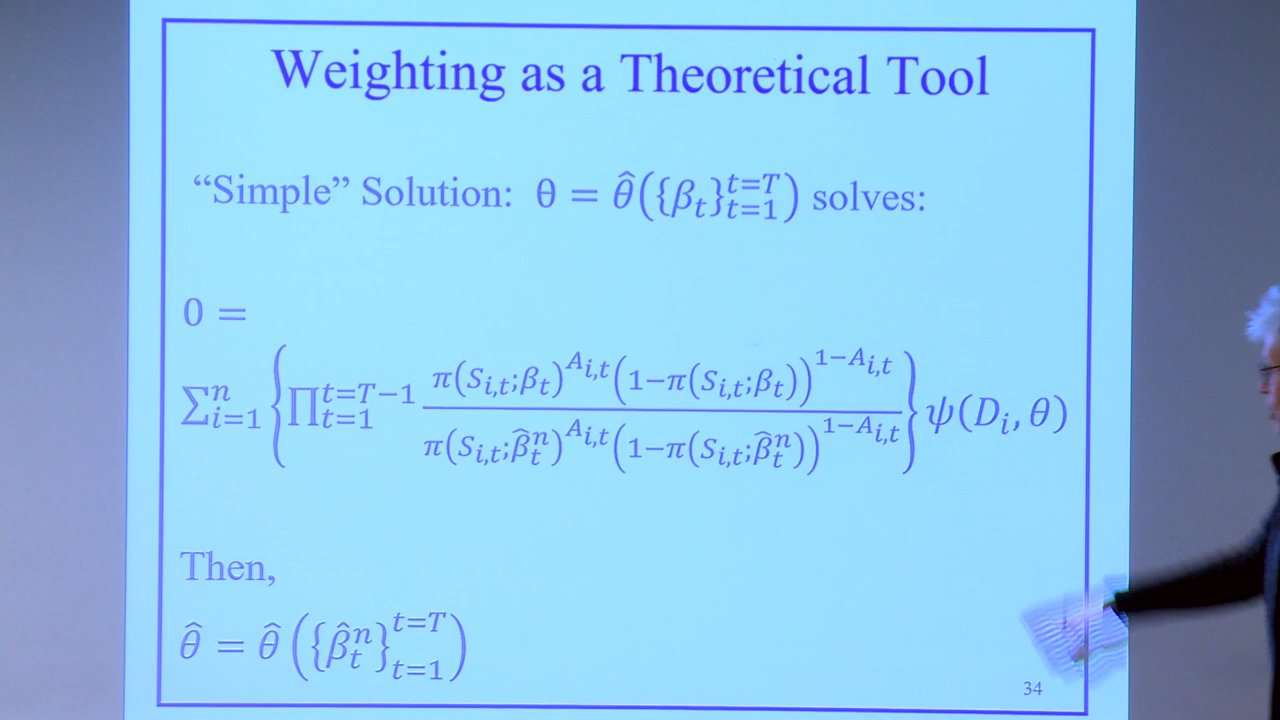 Weighting as a Theoretical Tool
“Simple” Solution: θ = θ̂({β_t}_{t=1}^{t=T}) solves:
0 =
Σ_{i=1}^{n} {∏_{t=1}^{t=T−1} π(S_{i,t};β_t)^{A_{i,t}}(1−π(S_{i,t};β_t))^{1−A_{i,t}} / π(S_{i,t};β̂_t^n)^{A_{i,t}}(1−π(S_{i,t};β̂_t^n))^{1−A_{i,t}}} ψ(D_i, θ)
Then,
θ̂ = θ̂ ({β̂_t^n}_{t=1}^{t=T})
34